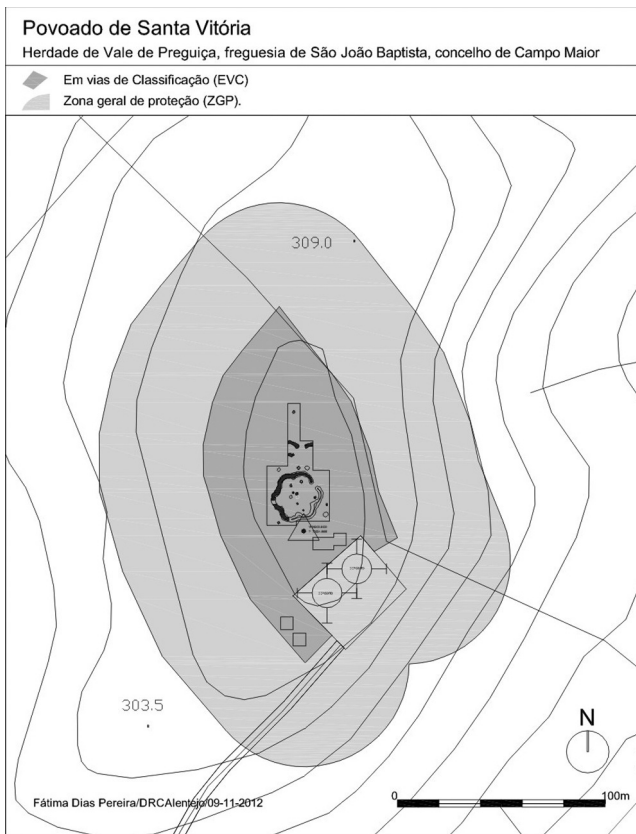 Povoado de Santa Vitória
Herdade de Vale de Preguiça, freguesia de São João Baptista, concelho de Campo Maior
Em vias de Classificação (EVC)
Zona geral de proteção (ZGP).
309.0
303.5
N
Fátima Dias Pereira/DRCAlentejo/09-11-2012
0
100m